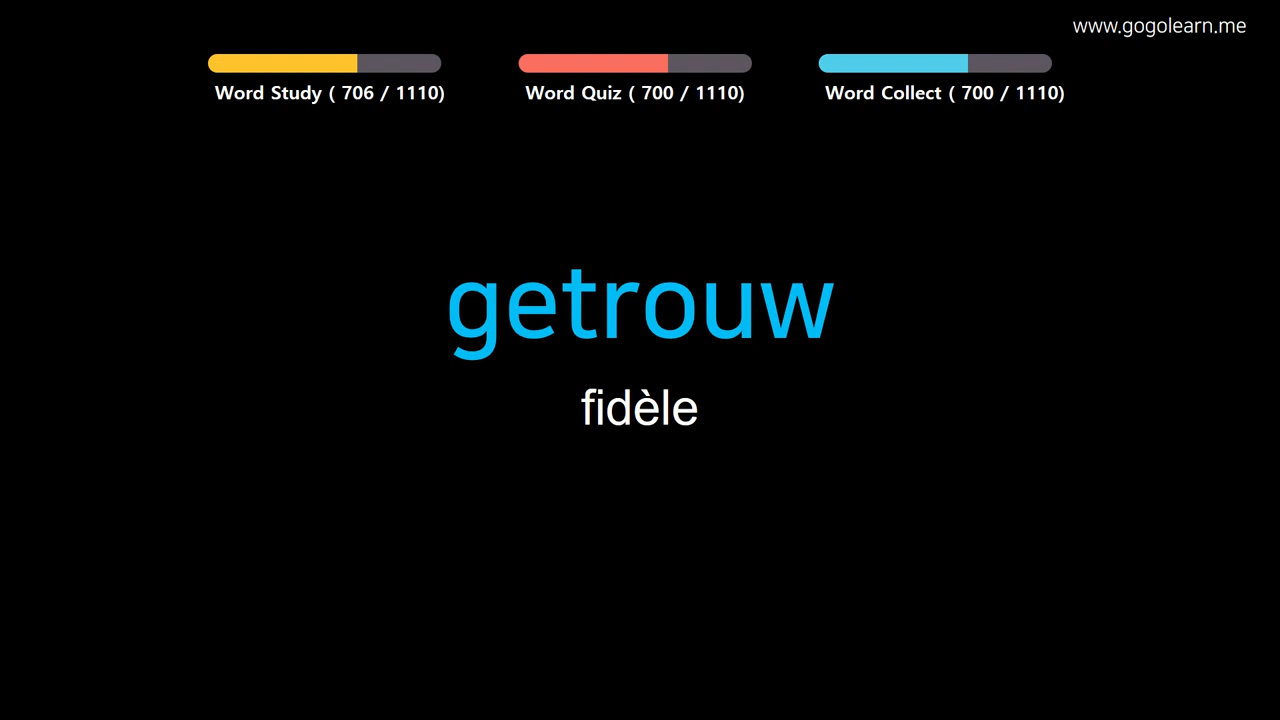 www.gogolearn.me
Word Study ( 706 / 1110)
Word Quiz ( 700 / 1110)
Word Collect ( 700 / 1110)
getrouw
fidèle